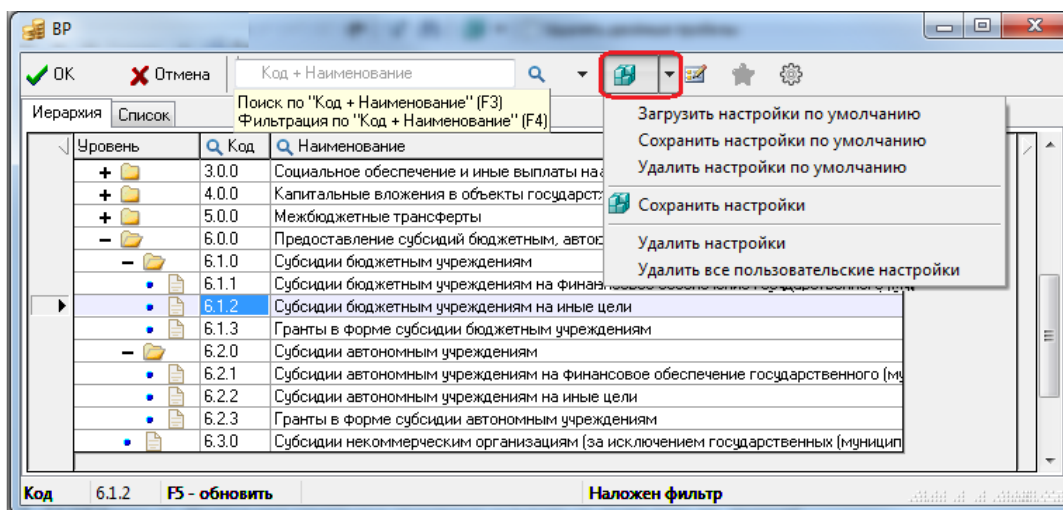 BP
OK
Отмена
Код + Наименование
Поиск по "Код + Наименование" (F3)
Фильтрация по "Код + Наименование" (F4)
Загрузить настройки по умолчанию
Сохранить настройки по умолчанию
Удалить настройки по умолчанию
Сохранить настройки
Удалить настройки
Удалить все пользовательские настройки
Иерархия Список
Уровень Код Наименование
3.0.0 Социальное обеспечение и иные выплаты
4.0.0 Капитальные вложения в объекты
5.0.0 Межбюджетные трансферты
6.0.0 Предоставление субсидий бюджетным,
6.1.0 Субсидии бюджетным учреждениям
6.1.1 Субсидии бюджетным учреждениям на
6.1.2 Субсидии бюджетным учреждениям на иные цели
6.1.3 Гранты в форме субсидии бюджетным учреждениям
6.2.0 Субсидии автономным учреждениям
6.2.1 Субсидии автономным учреждениям на финансовое обеспечение государственного (му
6.2.2 Субсидии автономным учреждениям на иные цели
6.2.3 Гранты в форме субсидии автономным учреждениям
6.3.0 Субсидии некоммерческим организациям (за исключением государственных (муницип
Код 6.1.2 F5 - обновить Наложен фильтр